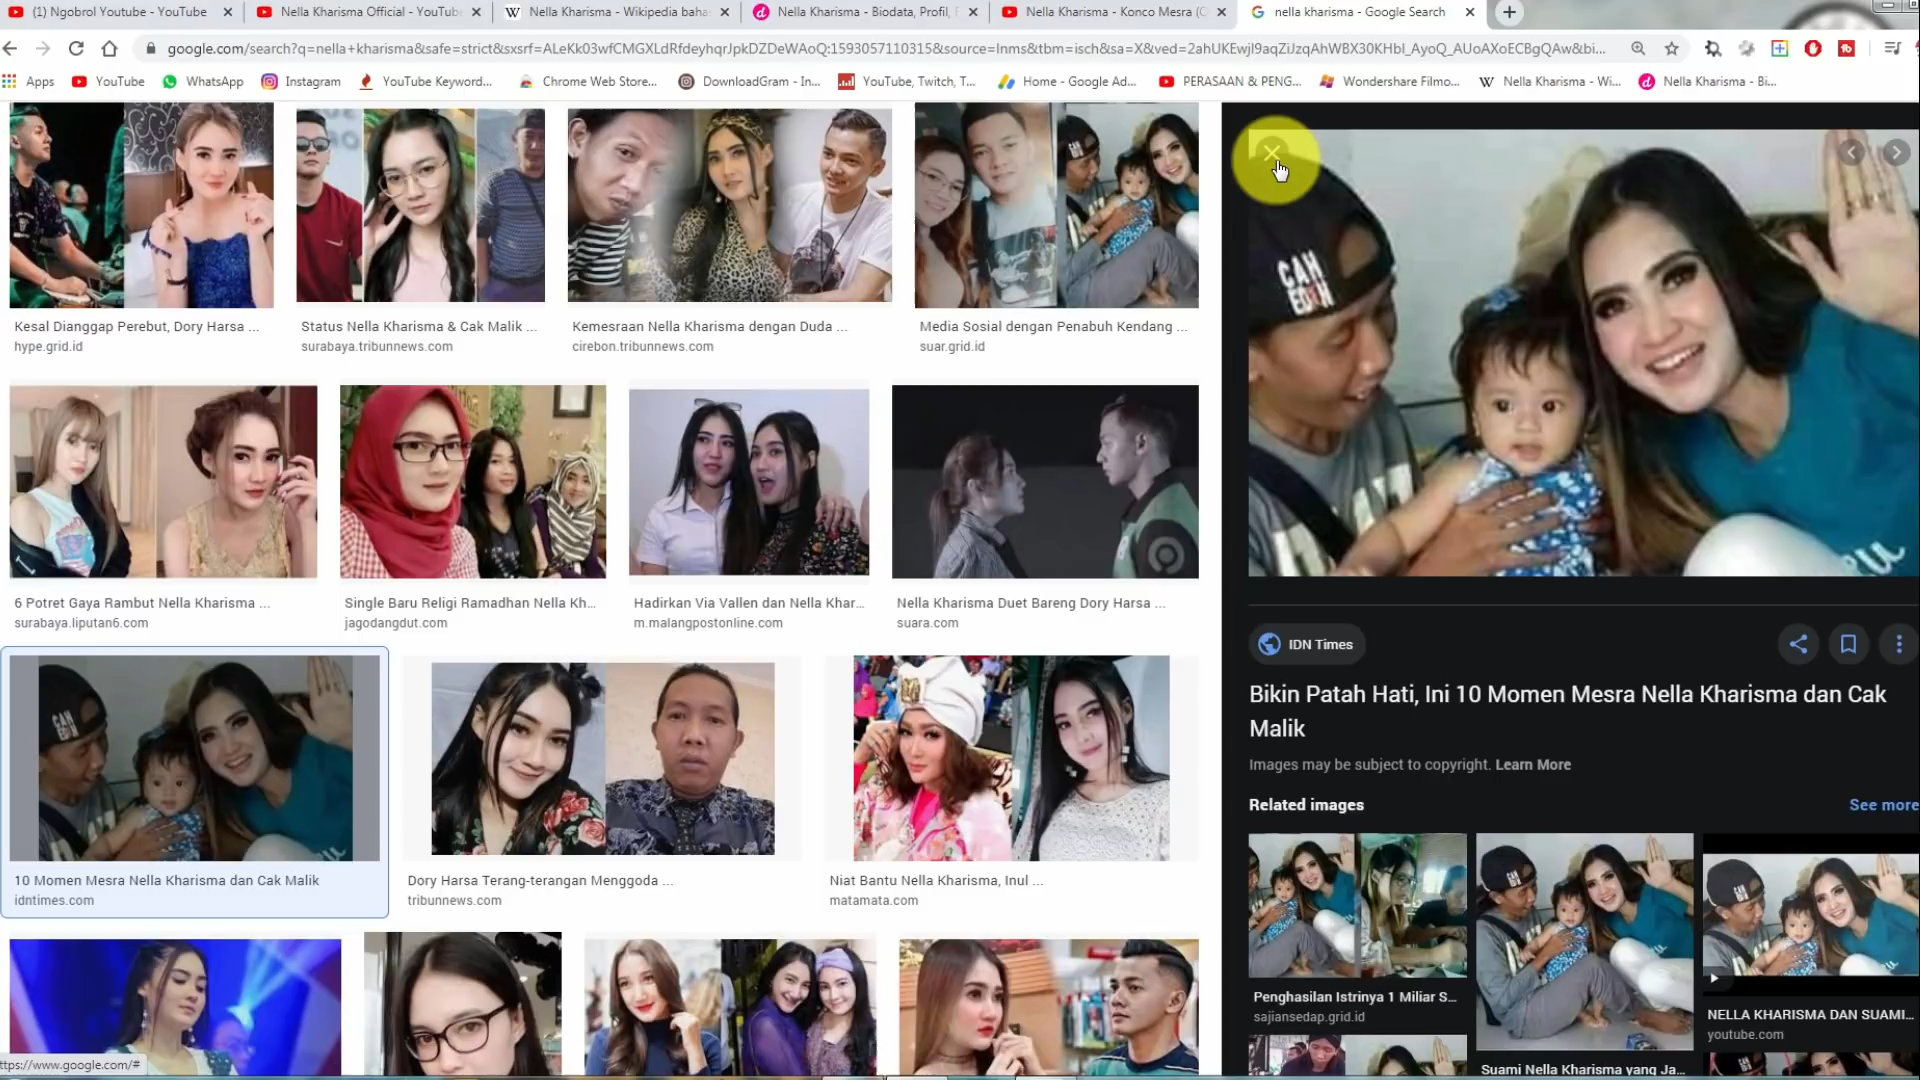 (1) Ngobrol Youtube - YouTube
Nella Kharisma Official - YouTube
Nella Kharisma - Wikipedia baha
Nella Kharisma - Biodata, Profil, F
Nella Kharisma - Konco Mesra (O
nella kharisma - Google Search
google.com/search?q=nella+kharisma&safe=strict&sxsrf=ALeKk03wfCMGXLdRfdeyhqrJpkDZDeWAoQ:1593057110315&source=lnms&tbm=isch&sa=X&ved=2ahUKEwjI9aqZiJzqAhWBX30KHbl_AyoQ_AUoAXoECBgQAw&bi...
Apps
YouTube
WhatsApp
Instagram
YouTube Keyword...
Chrome Web Store...
DownloadGram - In...
YouTube, Twitch, T...
Home - Google Ad...
PERASAAN & PENG...
Wondershare Filmo...
Nella Kharisma - Wi...
Nella Kharisma - Bi...
Kesal Dianggap Perebut, Dory Harsa ...
hype.grid.id
Status Nella Kharisma & Cak Malik ...
surabaya.tribunnews.com
Kemesraan Nella Kharisma dengan Duda ...
cirebon.tribunnews.com
Media Sosial dengan Penabuh Kendang ...
suar.grid.id
6 Potret Gaya Rambut Nella Kharisma ...
surabaya.liputan6.com
Single Baru Religi Ramadhan Nella Kh...
jagodangdut.com
Hadirkan Via Vallen dan Nella Khar...
m.malangpostonline.com
Nella Kharisma Duet Bareng Dory Harsa ...
suara.com
10 Momen Mesra Nella Kharisma dan Cak Malik
idntimes.com
Dory Harsa Terang-terangan Menggoda ...
tribunnews.com
Niat Bantu Nella Kharisma, Inul ...
matamata.com
ttps://www.google.com/#
CAH
EDAN
IDN Times
Bikin Patah Hati, Ini 10 Momen Mesra Nella Kharisma dan Cak
Malik
Images may be subject to copyright. Learn More
Related images
See more
Penghasilan Istrinya 1 Miliar S...
sajiansedap.grid.id
Suami Nella Kharisma yang Ja...
NELLA KHARISMA DAN SUAMI...
youtube.com